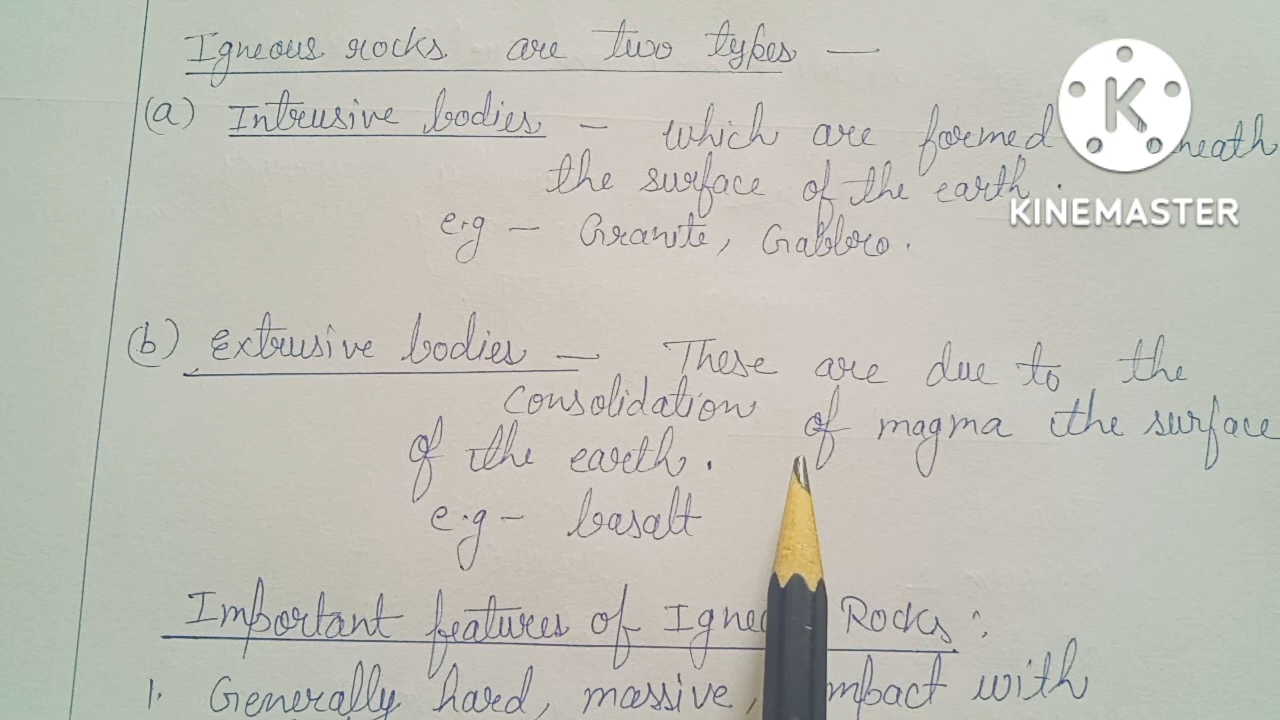 Igneous rocks are two types —
(a) Intrusive bodies - which are formed neath
the surface of the earth.
e.g - Granite, Gabbro.
(b) Extrusive bodies — These are due to the
consolidation of magma the surface
of the earth.
e.g - basalt
Important features of Rocks:
1. Generally hard, massive, with
K
KINEMASTER